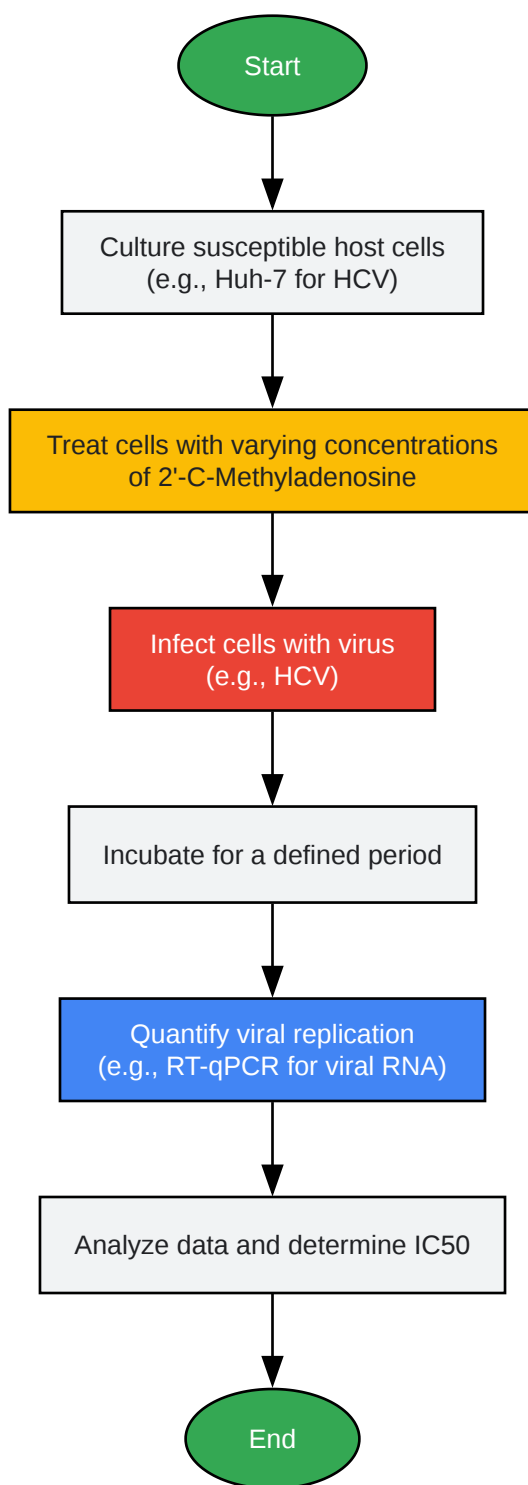 Start
Culture susceptible host cells
(e.g., Huh-7 for HCV)
Treat cells with varying concentrations
of 2'-C-Methyladenosine
Infect cells with virus
(e.g., HCV)
Incubate for a defined period
Quantify viral replication
(e.g., RT-qPCR for viral RNA)
Analyze data and determine IC50
End